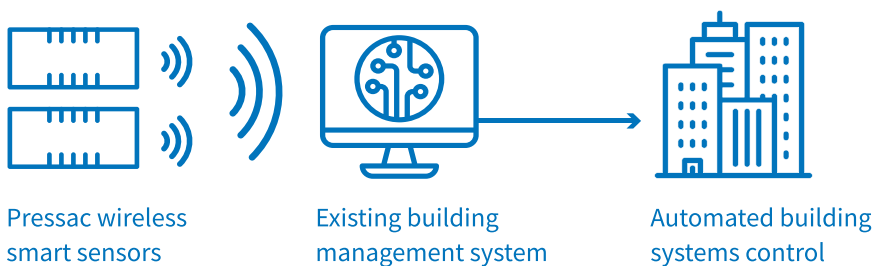 Pressac wireless
smart sensors
Existing building
management system
Automated building
systems control